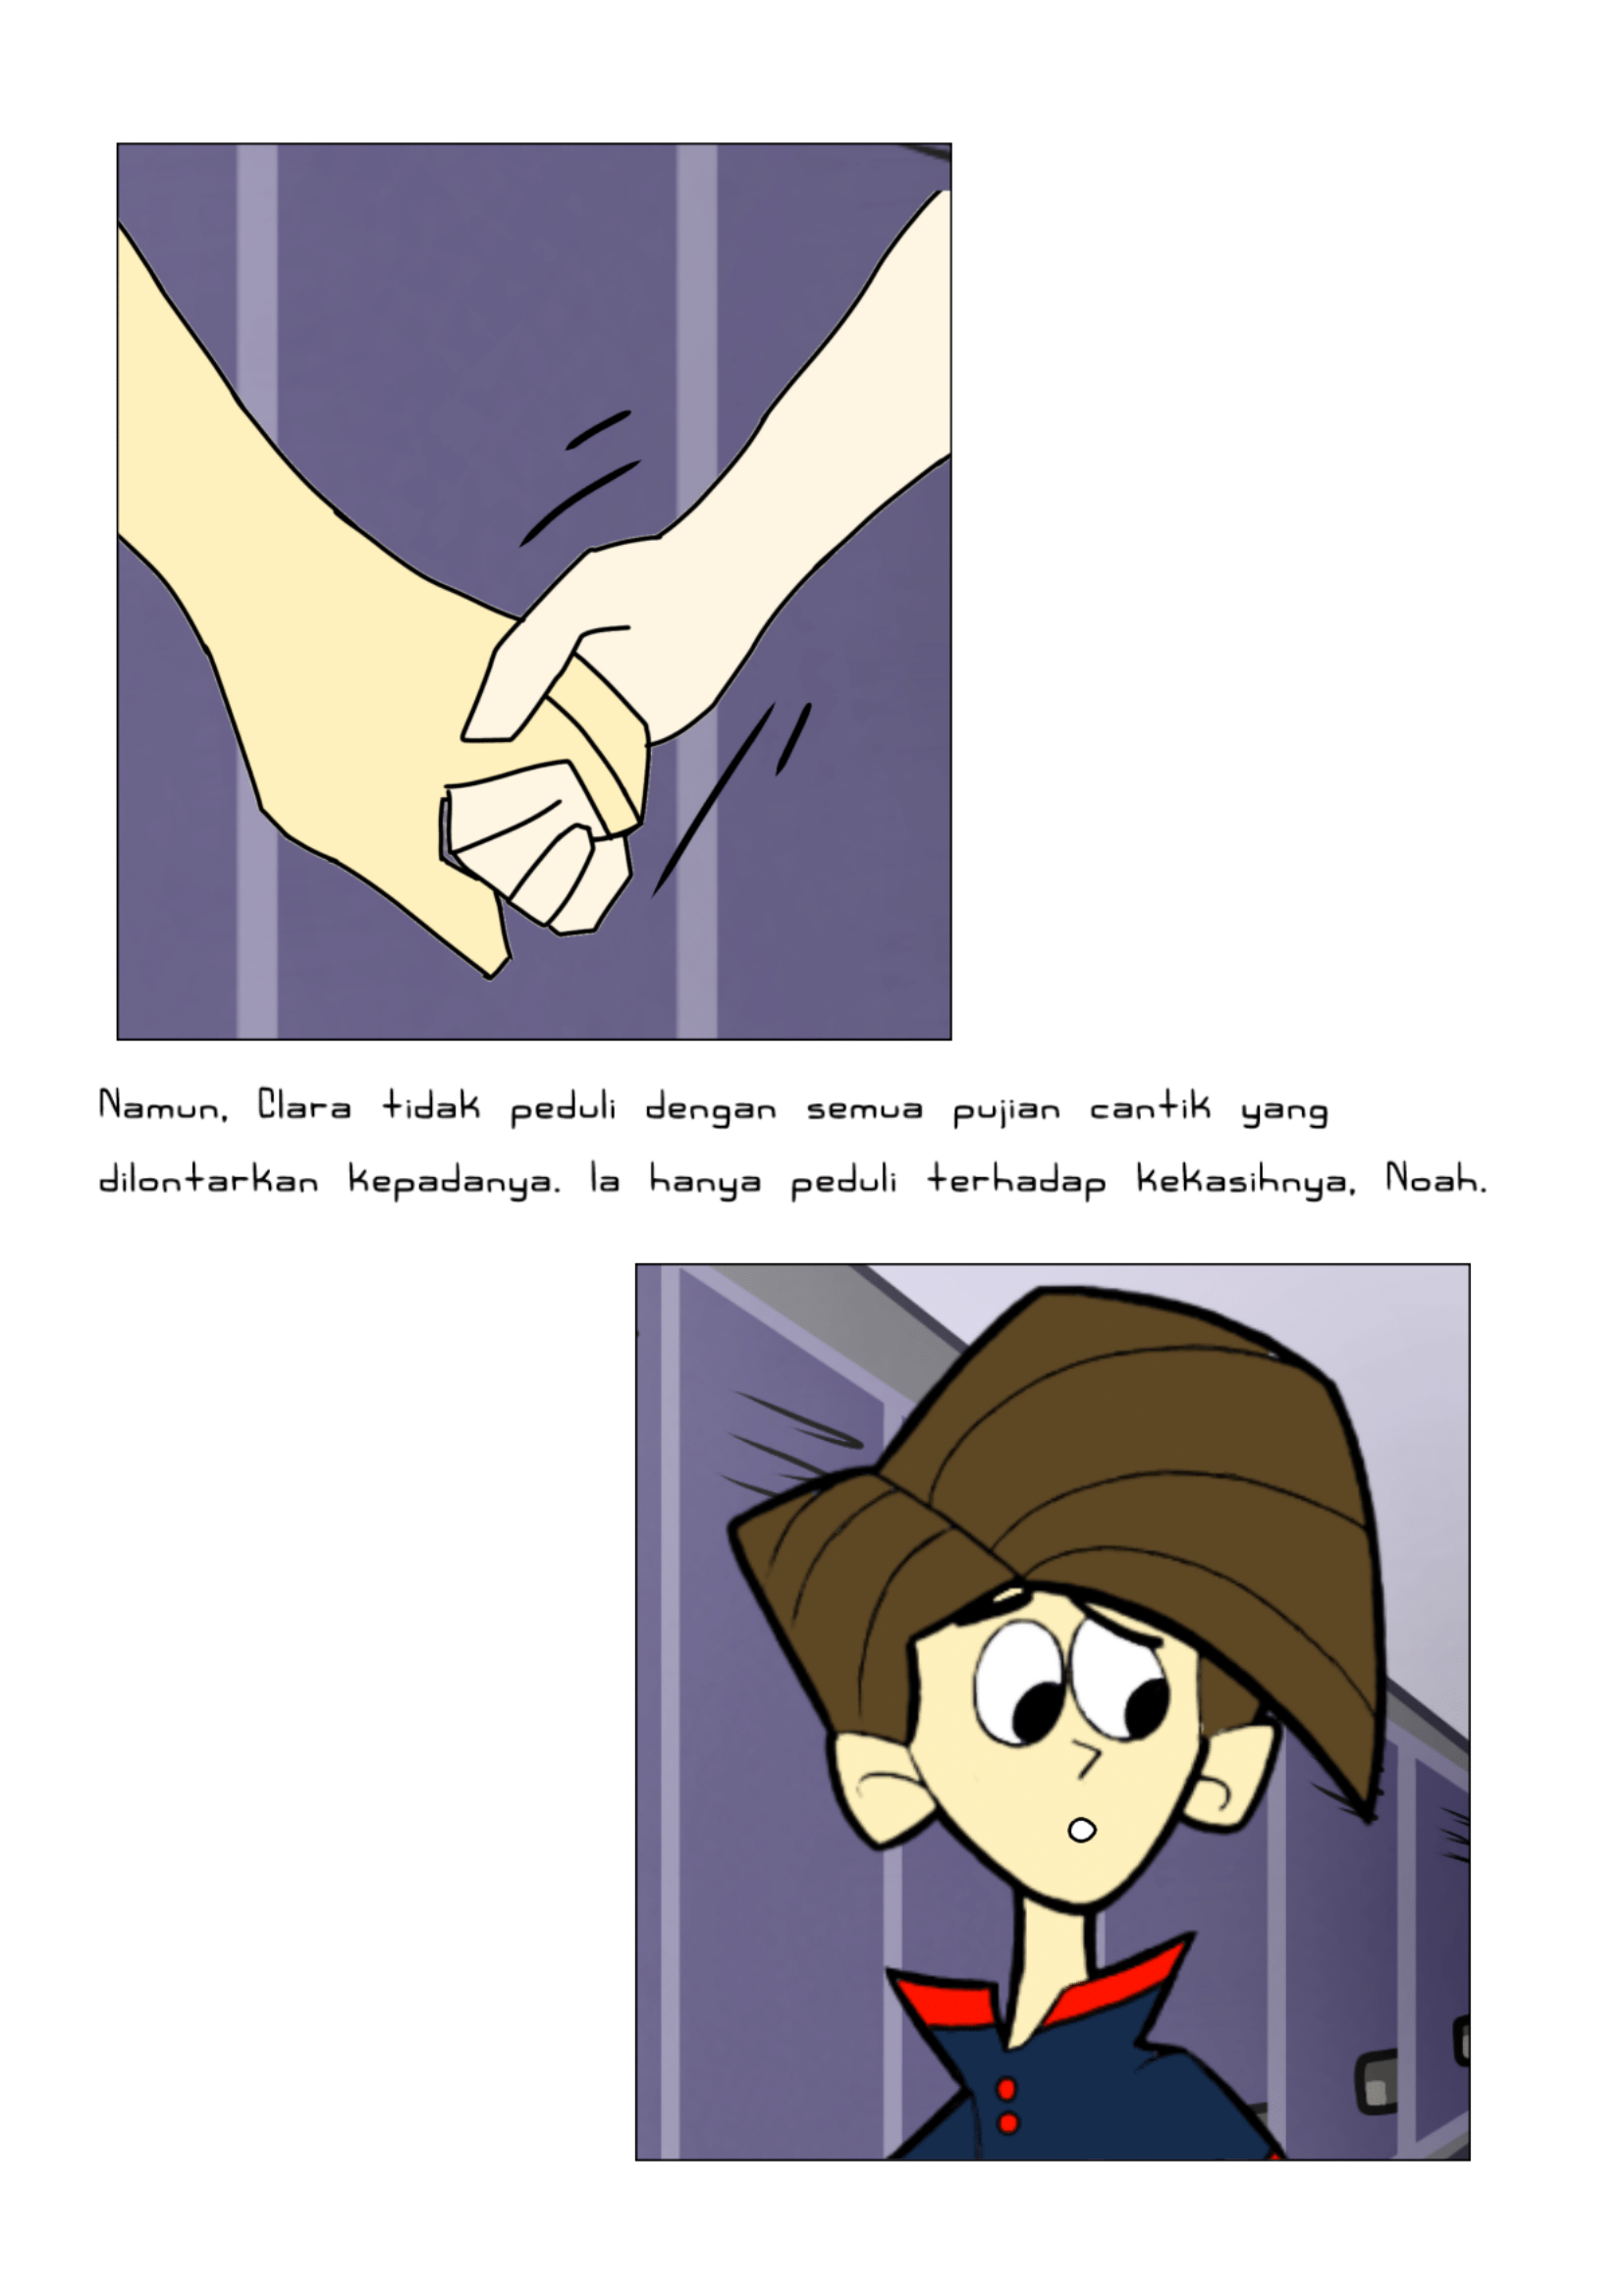 Namun, Clara tidak peduli dengan semua pujian cantik yang
dilontarkan kepadanya. Ia hanya peduli terhadap kekasihnya, Noah.